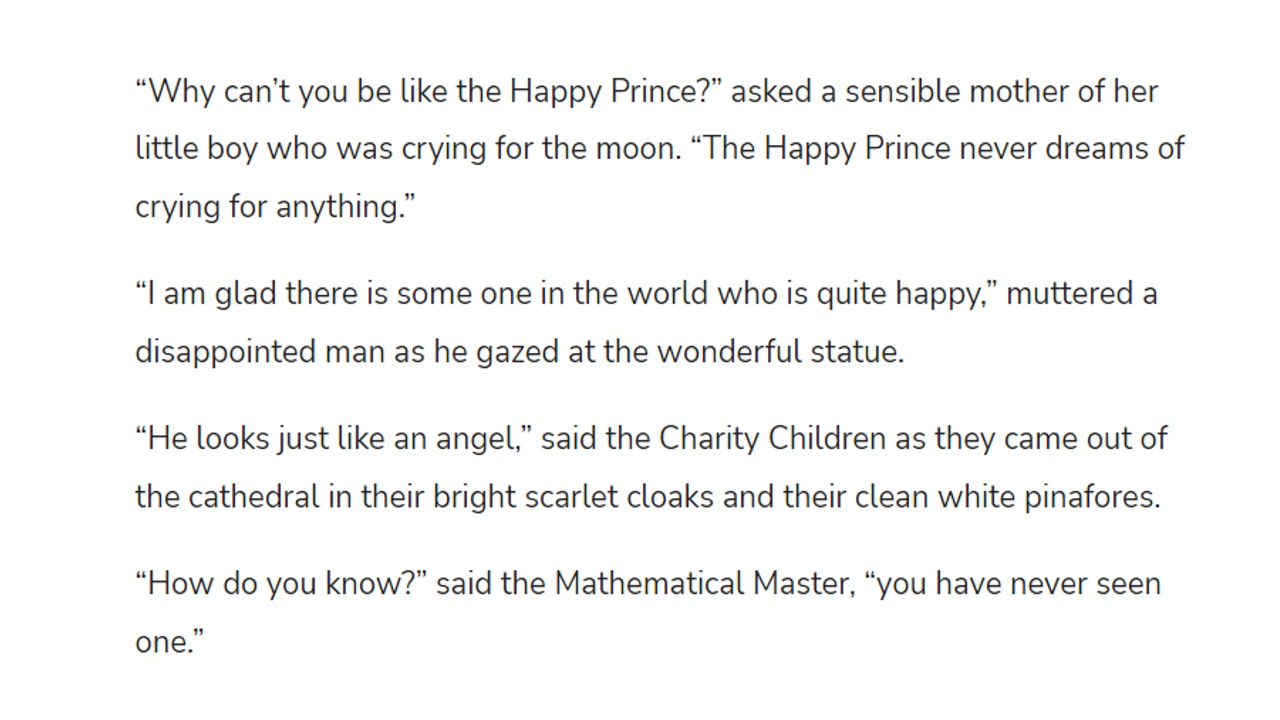 “Why can’t you be like the Happy Prince?” asked a sensible mother of her
little boy who was crying for the moon. “The Happy Prince never dreams of
crying for anything.”
“I am glad there is some one in the world who is quite happy,” muttered a
disappointed man as he gazed at the wonderful statue.
“He looks just like an angel,” said the Charity Children as they came out of
the cathedral in their bright scarlet cloaks and their clean white pinafores.
“How do you know?” said the Mathematical Master, “you have never seen
one.”